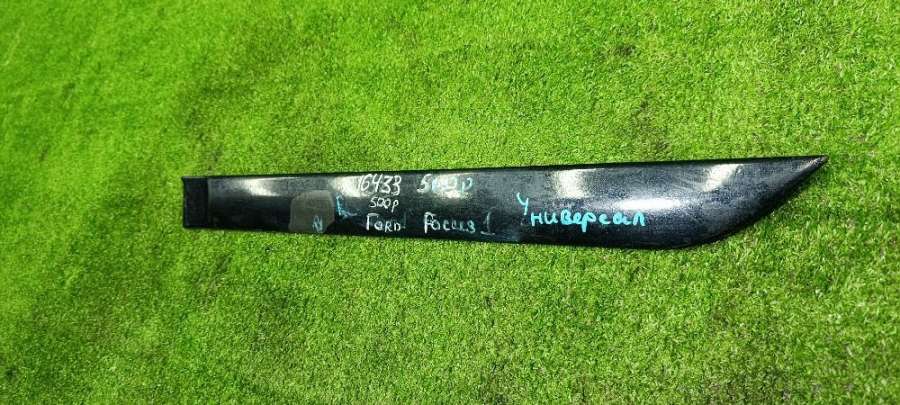 16433 500р
500р
Ford Focus 1
Универсал